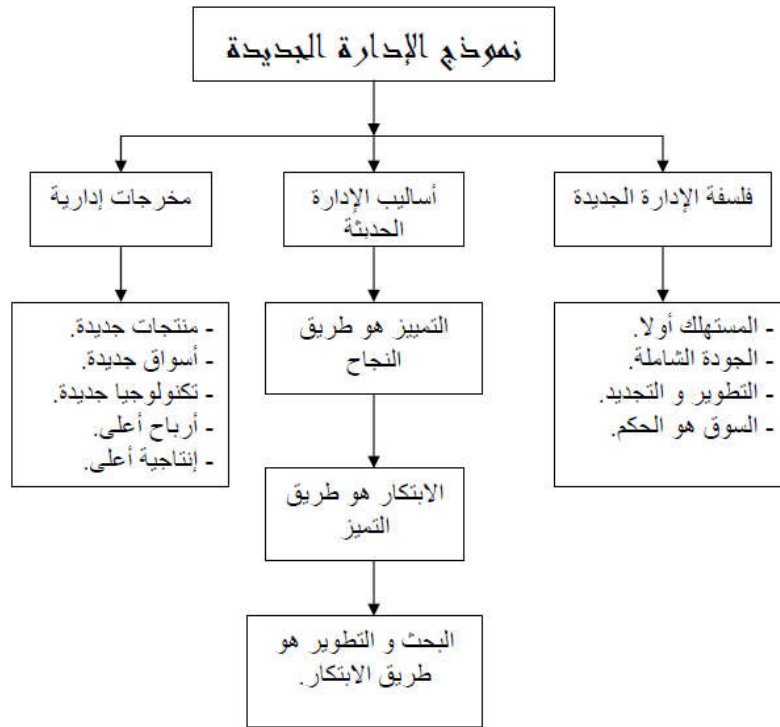 نموذج الإدارة الجديدة
فلسفة الإدارة الجديدة
أساليب الإدارة
الحديثة
مخرجات إدارية
- المستهلك أولا.
- الجودة الشاملة.
- التطوير و التجديد.
- السوق هو الحكم.
التمييز هو طريق
النجاح
- منتجات جديدة.
- أسواق جديدة.
- تكنولوجيا جديدة.
- أرباح أعلى.
- إنتاجية أعلى.
الابتكار هو طريق
التميز
البحث و التطوير هو
طريق الابتكار.